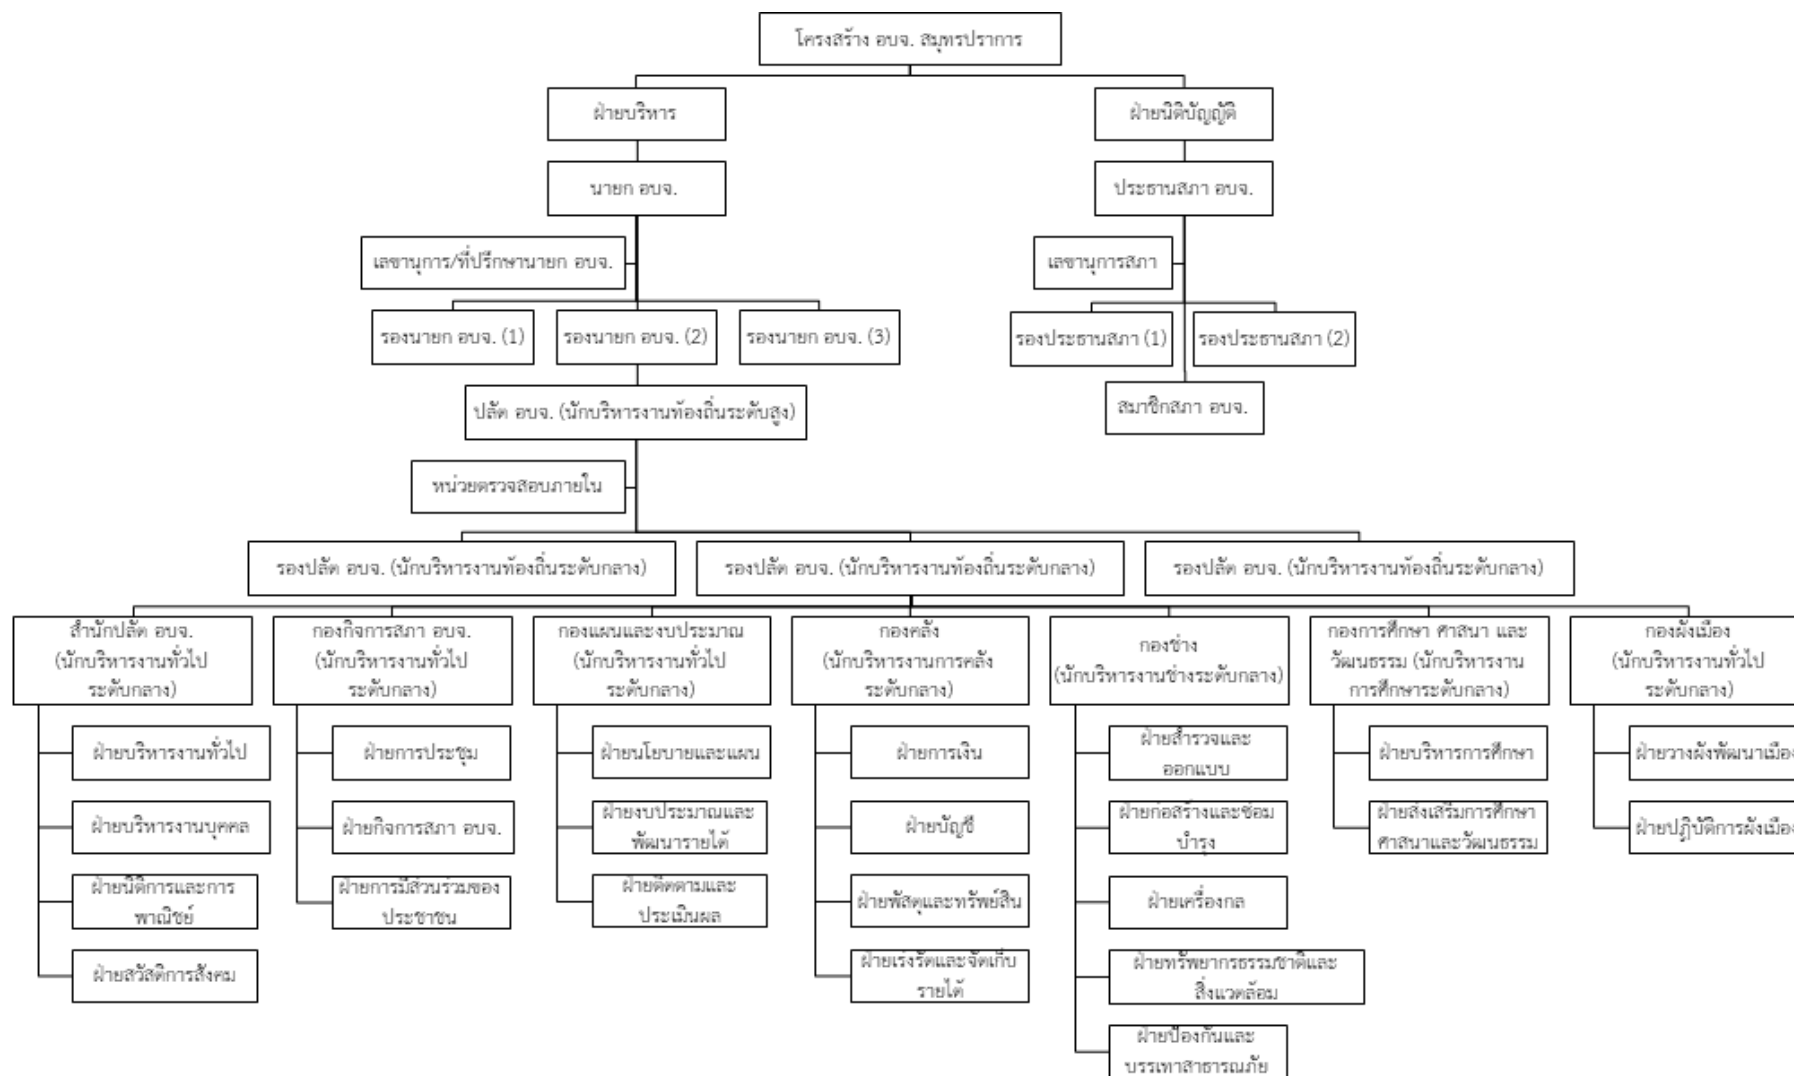 โครงสร้าง อบจ. สมุทรปราการ
ฝ่ายบริหาร
ฝ่ายนิติบัญญัติ
นายก อบจ.
ประธานสภา อบจ.
เลขานุการ/ที่ปรึกษานายก อบจ.
เลขานุการสภา
รองนายก อบจ. (1)
รองนายก อบจ. (2)
รองนายก อบจ. (3)
รองประธานสภา (1)
รองประธานสภา (2)
ปลัด อบจ. (นักบริหารงานท้องถิ่นระดับสูง)
สมาชิกสภา อบจ.
หน่วยตรวจสอบภายใน
รองปลัด อบจ. (นักบริหารงานท้องถิ่นระดับกลาง)
รองปลัด อบจ. (นักบริหารงานท้องถิ่นระดับกลาง)
รองปลัด อบจ. (นักบริหารงานท้องถิ่นระดับกลาง)
สำนักปลัด อบจ.
(นักบริหารงานทั่วไป
ระดับกลาง)
ฝ่ายบริหารงานทั่วไป
ฝ่ายบริหารงานบุคคล
ฝ่ายนิติการและการ
พาณิชย์
ฝ่ายสวัสดิการสังคม
กองกิจการสภา อบจ.
(นักบริหารงานทั่วไป
ระดับกลาง)
ฝ่ายการประชุม
ฝ่ายกิจการสภา อบจ.
ฝ่ายการมีส่วนร่วมของ
ประชาชน
กองแผนและงบประมาณ
(นักบริหารงานทั่วไป
ระดับกลาง)
ฝ่ายนโยบายและแผน
ฝ่ายงบประมาณและ
พัฒนารายได้
ฝ่ายติดตามและ
ประเมินผล
กองคลัง
(นักบริหารงานการคลัง
ระดับกลาง)
ฝ่ายการเงิน
ฝ่ายบัญชี
ฝ่ายพัสดุและทรัพย์สิน
ฝ่ายเร่งรัดและจัดเก็บ
รายได้
กองช่าง
(นักบริหารงานช่างระดับกลาง)
ฝ่ายสำรวจและ
ออกแบบ
ฝ่ายก่อสร้างและซ่อม
บำรุง
ฝ่ายเครื่องกล
ฝ่ายทรัพยากรธรรมชาติและ
สิ่งแวดล้อม
ฝ่ายป้องกันและ
บรรเทาสาธารณภัย
กองการศึกษา ศาสนา และ
วัฒนธรรม (นักบริหารงาน
การศึกษาระดับกลาง)
ฝ่ายบริหารการศึกษา
ฝ่ายส่งเสริมการศึกษา
ศาสนาและวัฒนธรรม
กองผังเมือง
(นักบริหารงานทั่วไป
ระดับกลาง)
ฝ่ายวางผังพัฒนาเมือง
ฝ่ายปฏิบัติการผังเมือง